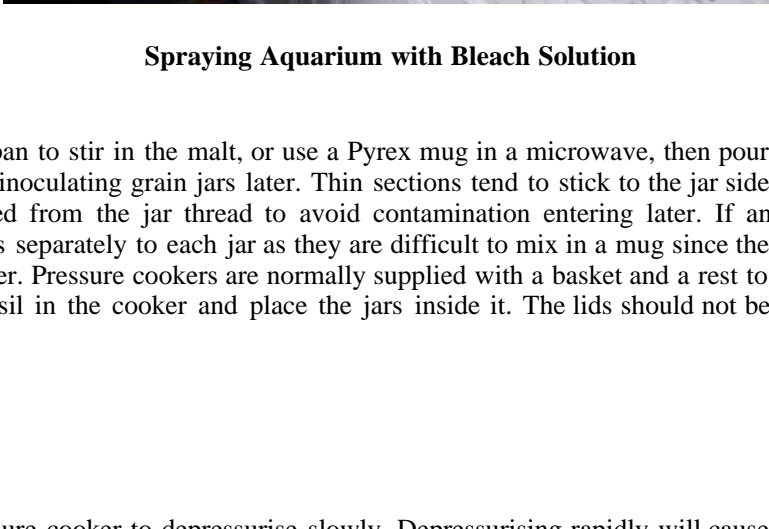 Spraying Aquarium with Bleach Solution
pan to stir in the malt, or use a Pyrex mug in a microwave, then pour
inoculating grain jars later. Thin sections tend to stick to the jar side
ed from the jar thread to avoid contamination entering later. If an
s separately to each jar as they are difficult to mix in a mug since the
er. Pressure cookers are normally supplied with a basket and a rest to
sil in the cooker and place the jars inside it. The lids should not be
ure cooker to depressurise slowly. Depressurising rapidly will cause